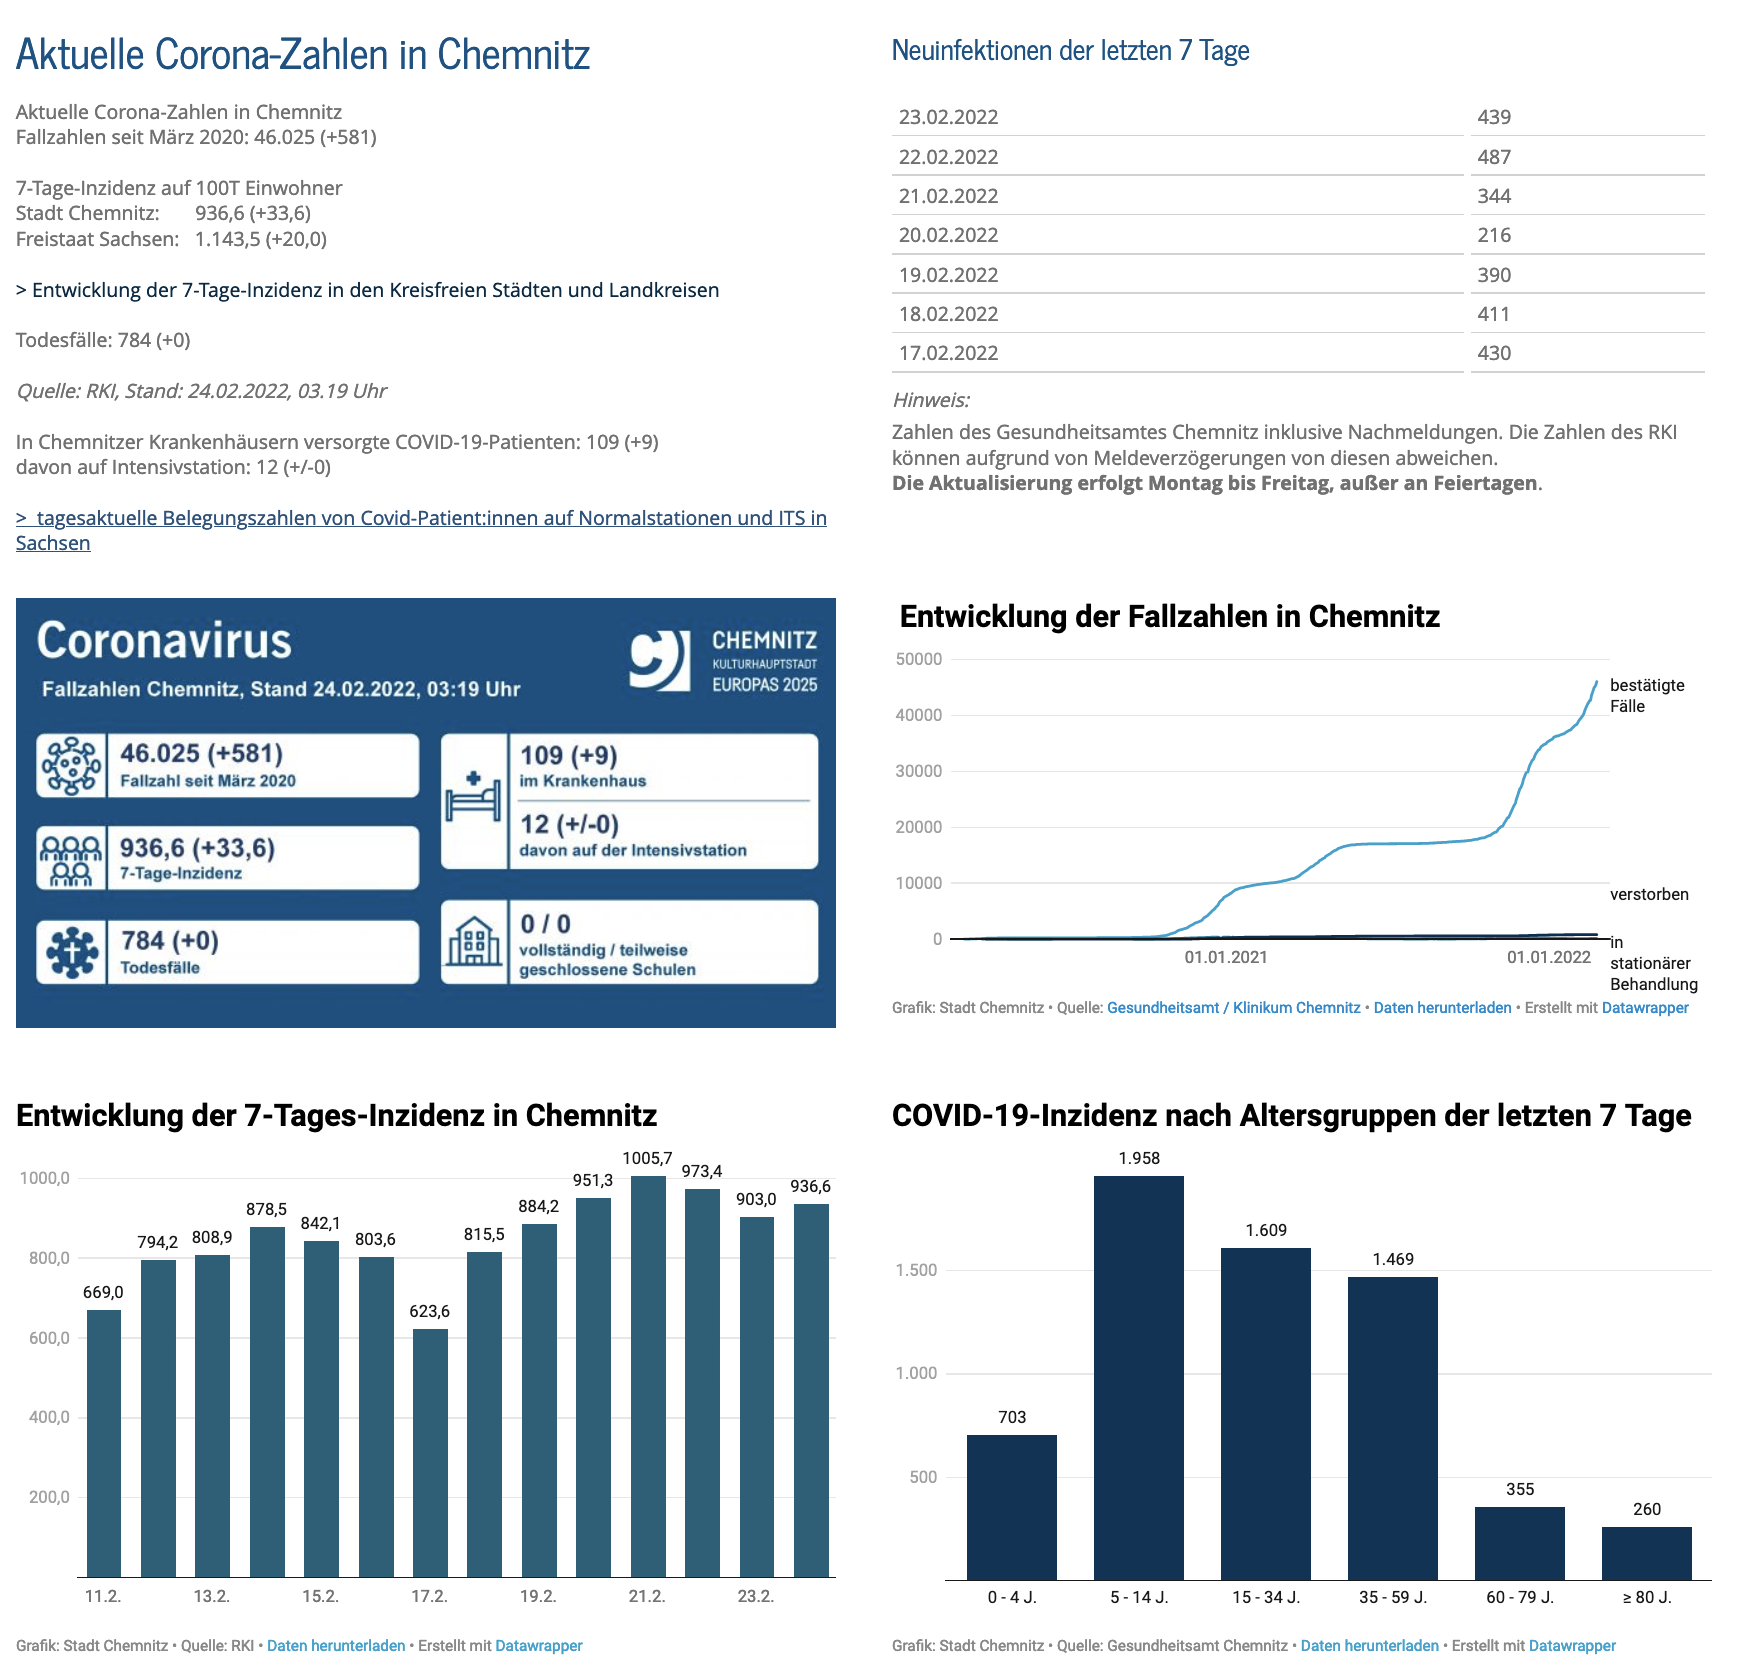 Aktuelle Corona-Zahlen in Chemnitz
Aktuelle Corona-Zahlen in Chemnitz
Fallzahlen seit März 2020: 46.025 (+581)
7-Tage-Inzidenz auf 100T Einwohner
Stadt Chemnitz: 936,6 (+33,6)
Freistaat Sachsen: 1.143,5 (+20,0)
> Entwicklung der 7-Tage-Inzidenz in den Kreisfreien Städten und Landkreisen
Todesfälle: 784 (+0)
Quelle: RKI, Stand: 24.02.2022, 03.19 Uhr
In Chemnitzer Krankenhäusern versorgte COVID-19-Patienten: 109 (+9)
davon auf Intensivstation: 12 (+/-0)
> tagesaktuelle Belegungszahlen von Covid-Patient:innen auf Normalstationen und ITS in
Sachsen
Neuinfektionen der letzten 7 Tage
23.02.2022 439
22.02.2022 487
21.02.2022 344
20.02.2022 216
19.02.2022 390
18.02.2022 411
17.02.2022 430
Hinweis:
Zahlen des Gesundheitsamtes Chemnitz inklusive Nachmeldungen. Die Zahlen des RKI
können aufgrund von Meldeverzögerungen von diesen abweichen.
Die Aktualisierung erfolgt Montag bis Freitag, außer an Feiertagen.
Coronavirus
Fallzahlen Chemnitz, Stand 24.02.2022, 03:19 Uhr
CHEMNITZ
KULTURHAUPTSTADT
EUROPAS 2025
46.025 (+581)
Fallzahl seit März 2020
936,6 (+33,6)
7-Tage-Inzidenz
784 (+0)
Todesfälle
109 (+9)
im Krankenhaus
12 (+/-0)
davon auf der Intensivstation
0 / 0
vollständig / teilweise
geschlossene Schulen
Entwicklung der Fallzahlen in Chemnitz
50000
40000
30000
20000
10000
0
01.01.2021
01.01.2022
bestätigte
Fälle
verstorben
in
stationärer
Behandlung
Grafik: Stadt Chemnitz • Quelle: Gesundheitsamt / Klinikum Chemnitz • Daten herunterladen • Erstellt mit Datawrapper
Entwicklung der 7-Tages-Inzidenz in Chemnitz
1000,0
800,0
600,0
400,0
200,0
669,0
794,2
808,9
878,5
842,1
803,6
623,6
815,5
884,2
951,3
1005,7
973,4
903,0
936,6
11.2.
13.2.
15.2.
17.2.
19.2.
21.2.
23.2.
Grafik: Stadt Chemnitz • Quelle: RKI • Daten herunterladen • Erstellt mit Datawrapper
COVID-19-Inzidenz nach Altersgruppen der letzten 7 Tage
1.500
1.000
500
703
1.958
1.609
1.469
355
260
0 - 4 J.
5 - 14 J.
15 - 34 J.
35 - 59 J.
60 - 79 J.
≥ 80 J.
Grafik: Stadt Chemnitz • Quelle: Gesundheitsamt Chemnitz • Daten herunterladen • Erstellt mit Datawrapper